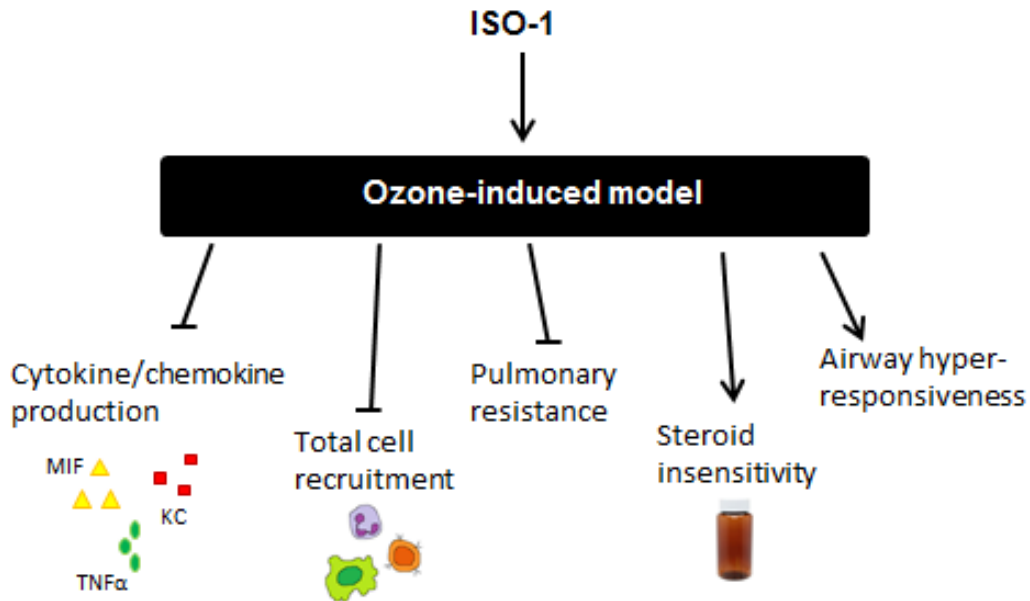 ISO-1
Ozone-induced model
Cytokine/chemokine
production
MIF
KC
TNFα
Total cell
recruitment
Pulmonary
resistance
Steroid
insensitivity
Airway hyper-
responsiveness